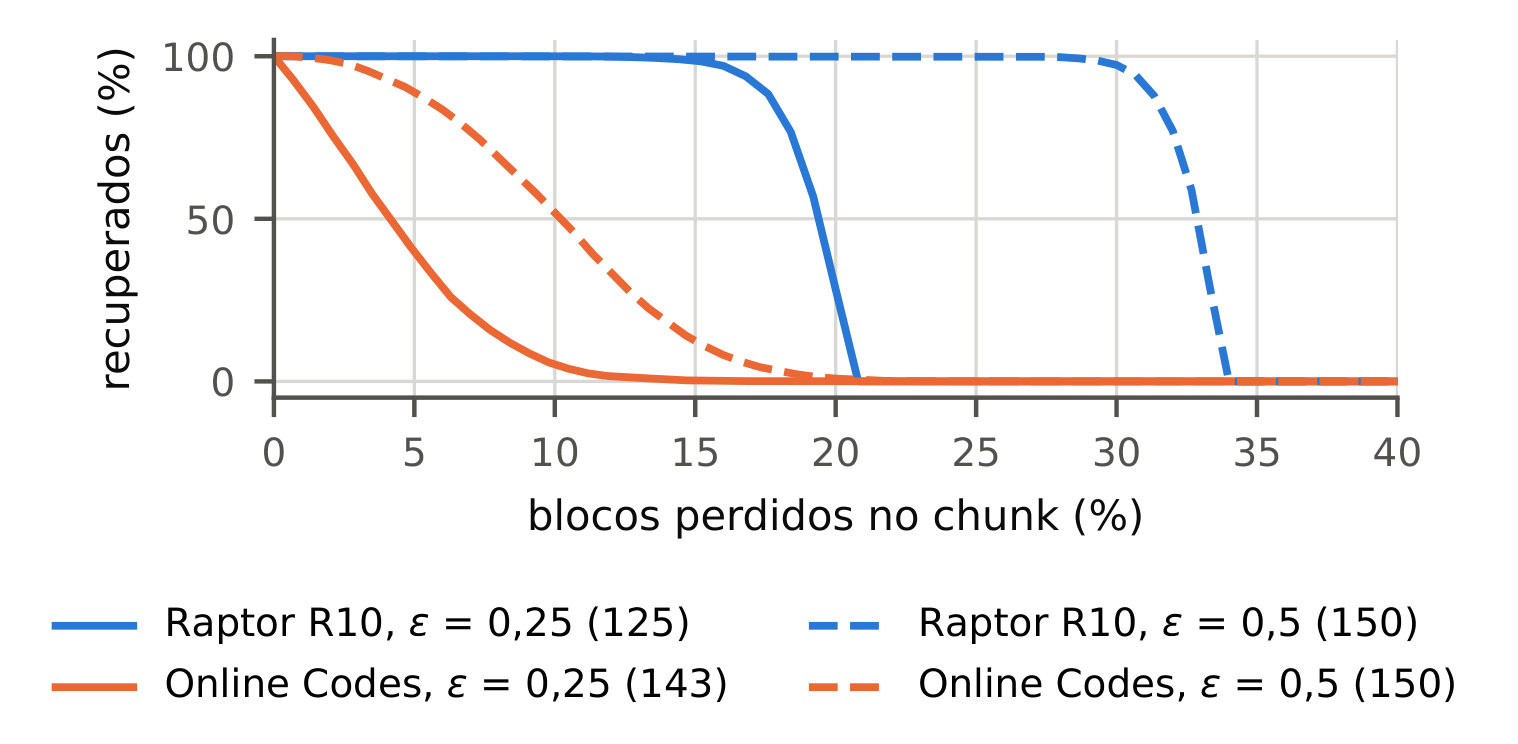 recuperados (%)
100
50
0
0 5 10 15 20 25 30 35 40
blocos perdidos no chunk (%)
Raptor R10, ε = 0,25 (125)
Raptor R10, ε = 0,5 (150)
Online Codes, ε = 0,25 (143)
Online Codes, ε = 0,5 (150)